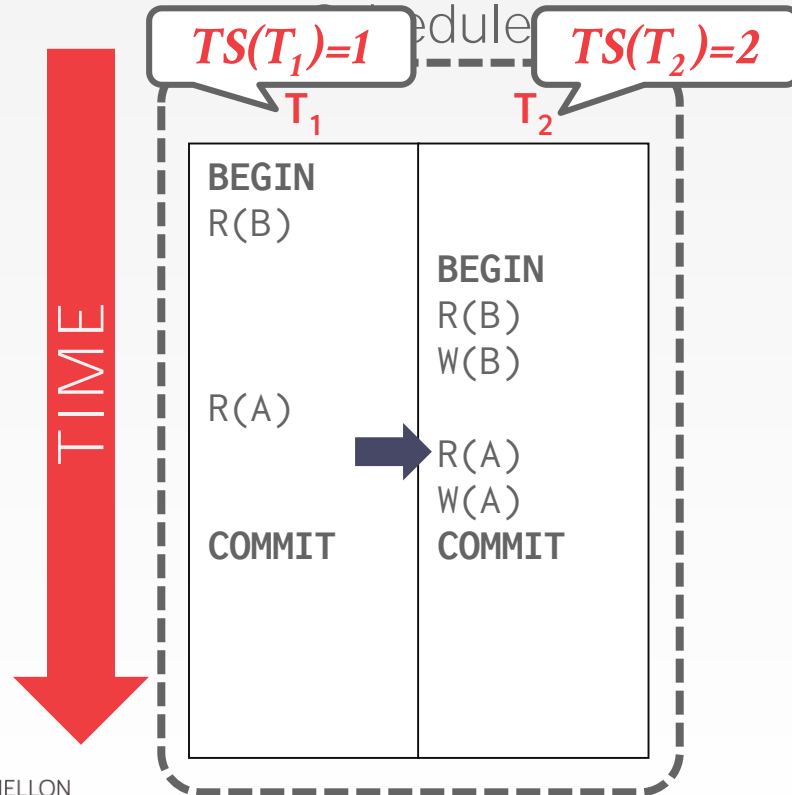 TS(T₁)=1
TS(T₂)=2
T₁ T₂
BEGIN
R(B)
BEGIN
R(B)
W(B)
R(A)
R(A)
W(A)
COMMIT COMMIT
TIME